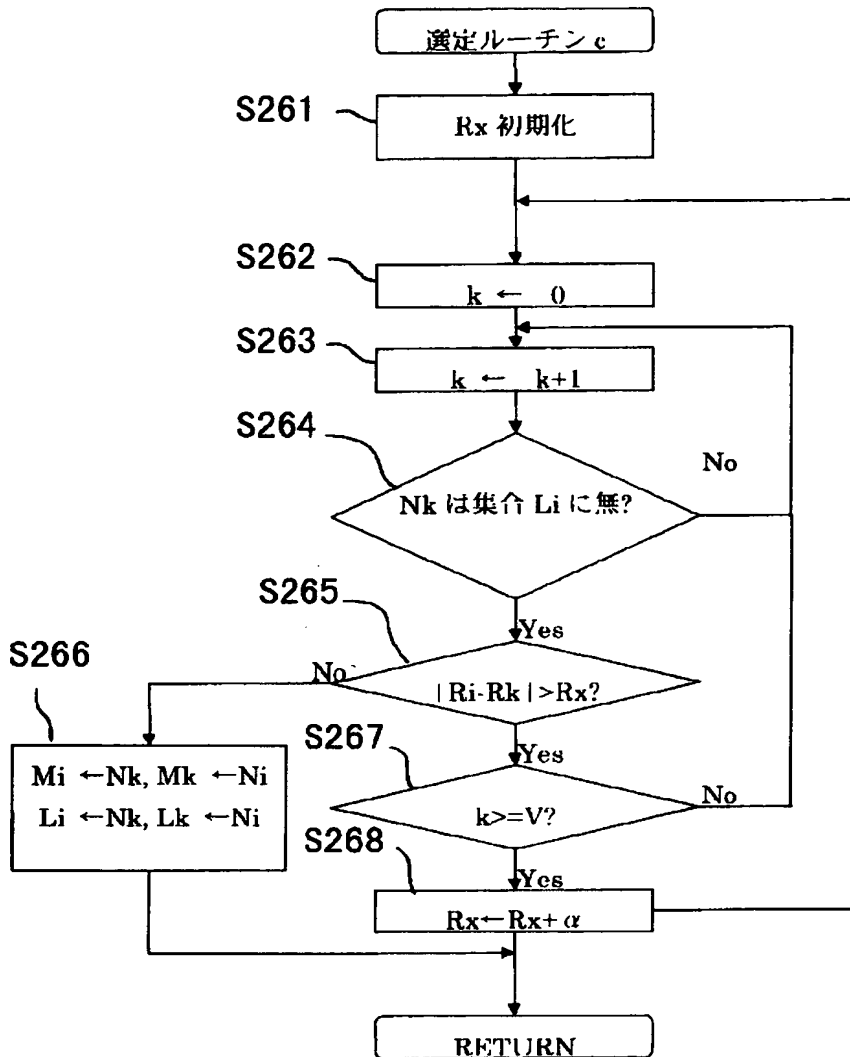 選定ルーチン c
S261
Rx 初期化
S262
k ← 0
S263
k ← k+1
S264
No
Nk は集合 Li に無?
S265
Yes
S266
No
|Ri-Rk|>Rx?
S267
Yes
Mi ←Nk, Mk ←Ni
Li ←Nk, Lk ←Ni
No
k>=V?
S268
Yes
Rx←Rx+α
RETURN